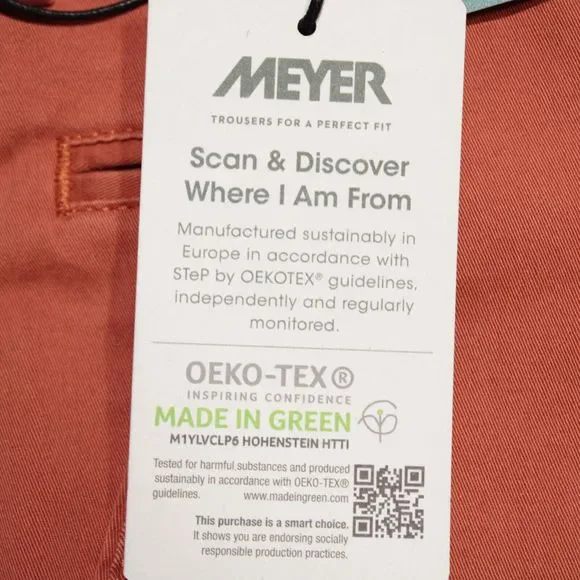 MEYER
TROUSERS FOR A PERFECT FIT
Scan & Discover
Where I Am From
Manufactured sustainably in
Europe in accordance with
STeP by OEKOTEX® guidelines,
independently and regularly
monitored.
OEKO-TEX®
INSPIRING CONFIDENCE
MADE IN GREEN
M1YLVCLP6 HOHENSTEIN HTTI
Tested for harmful substances and produced
sustainably in accordance with OEKO-TEX®
guidelines. www.madeingreen.com
This purchase is a smart choice.
It shows you are endorsing socially
responsible production practices.